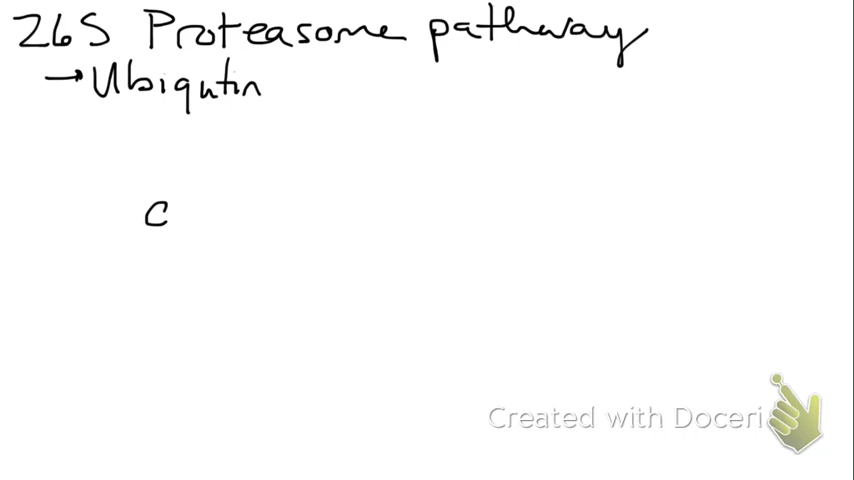 26S Proteasome pathway
→ Ubiqutin
C
Created with Doceri